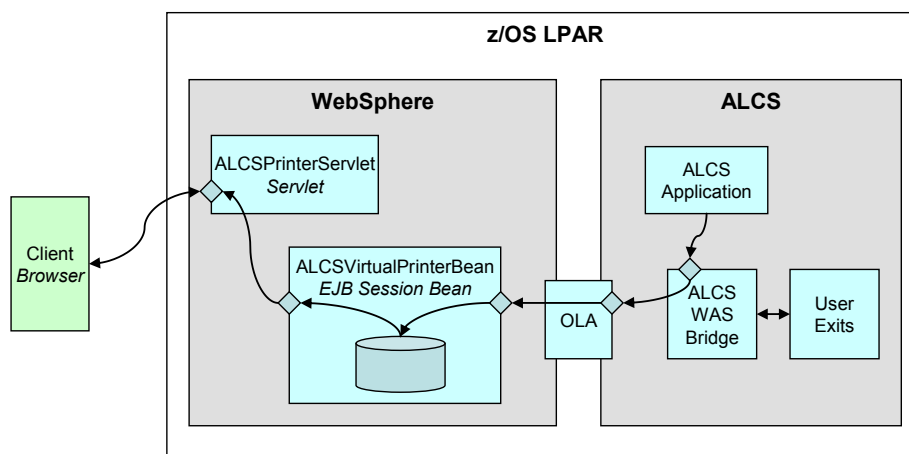 z/OS LPAR
WebSphere
ALCS
ALCSPrinterServlet
Servlet
ALCS
Application
Client
Browser
ALCSVirtualPrinterBean
EJB Session Bean
OLA
ALCS
WAS
Bridge
User
Exits